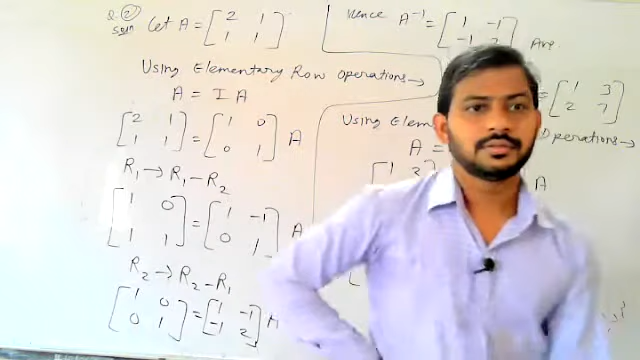 Q. 2
Soln Let A = [ 2 1
1 1 ]
Using Elementary Row Operations →
A = I A
[ 2 1
1 1 ] = [ 1 0
0 1 ] A
R1 → R1 - R2
[ 1 0
1 1 ] = [ 1 -1
0 1 ] A
R2 → R2 - R1
[ 1 0
0 1 ] = [ 1 -1
-1 2 ] A
Hence A-1 = [ 1 -1
-1 2 ] Ans.
= [ 1 3
2 7 ]
Using Operations →
A =
A